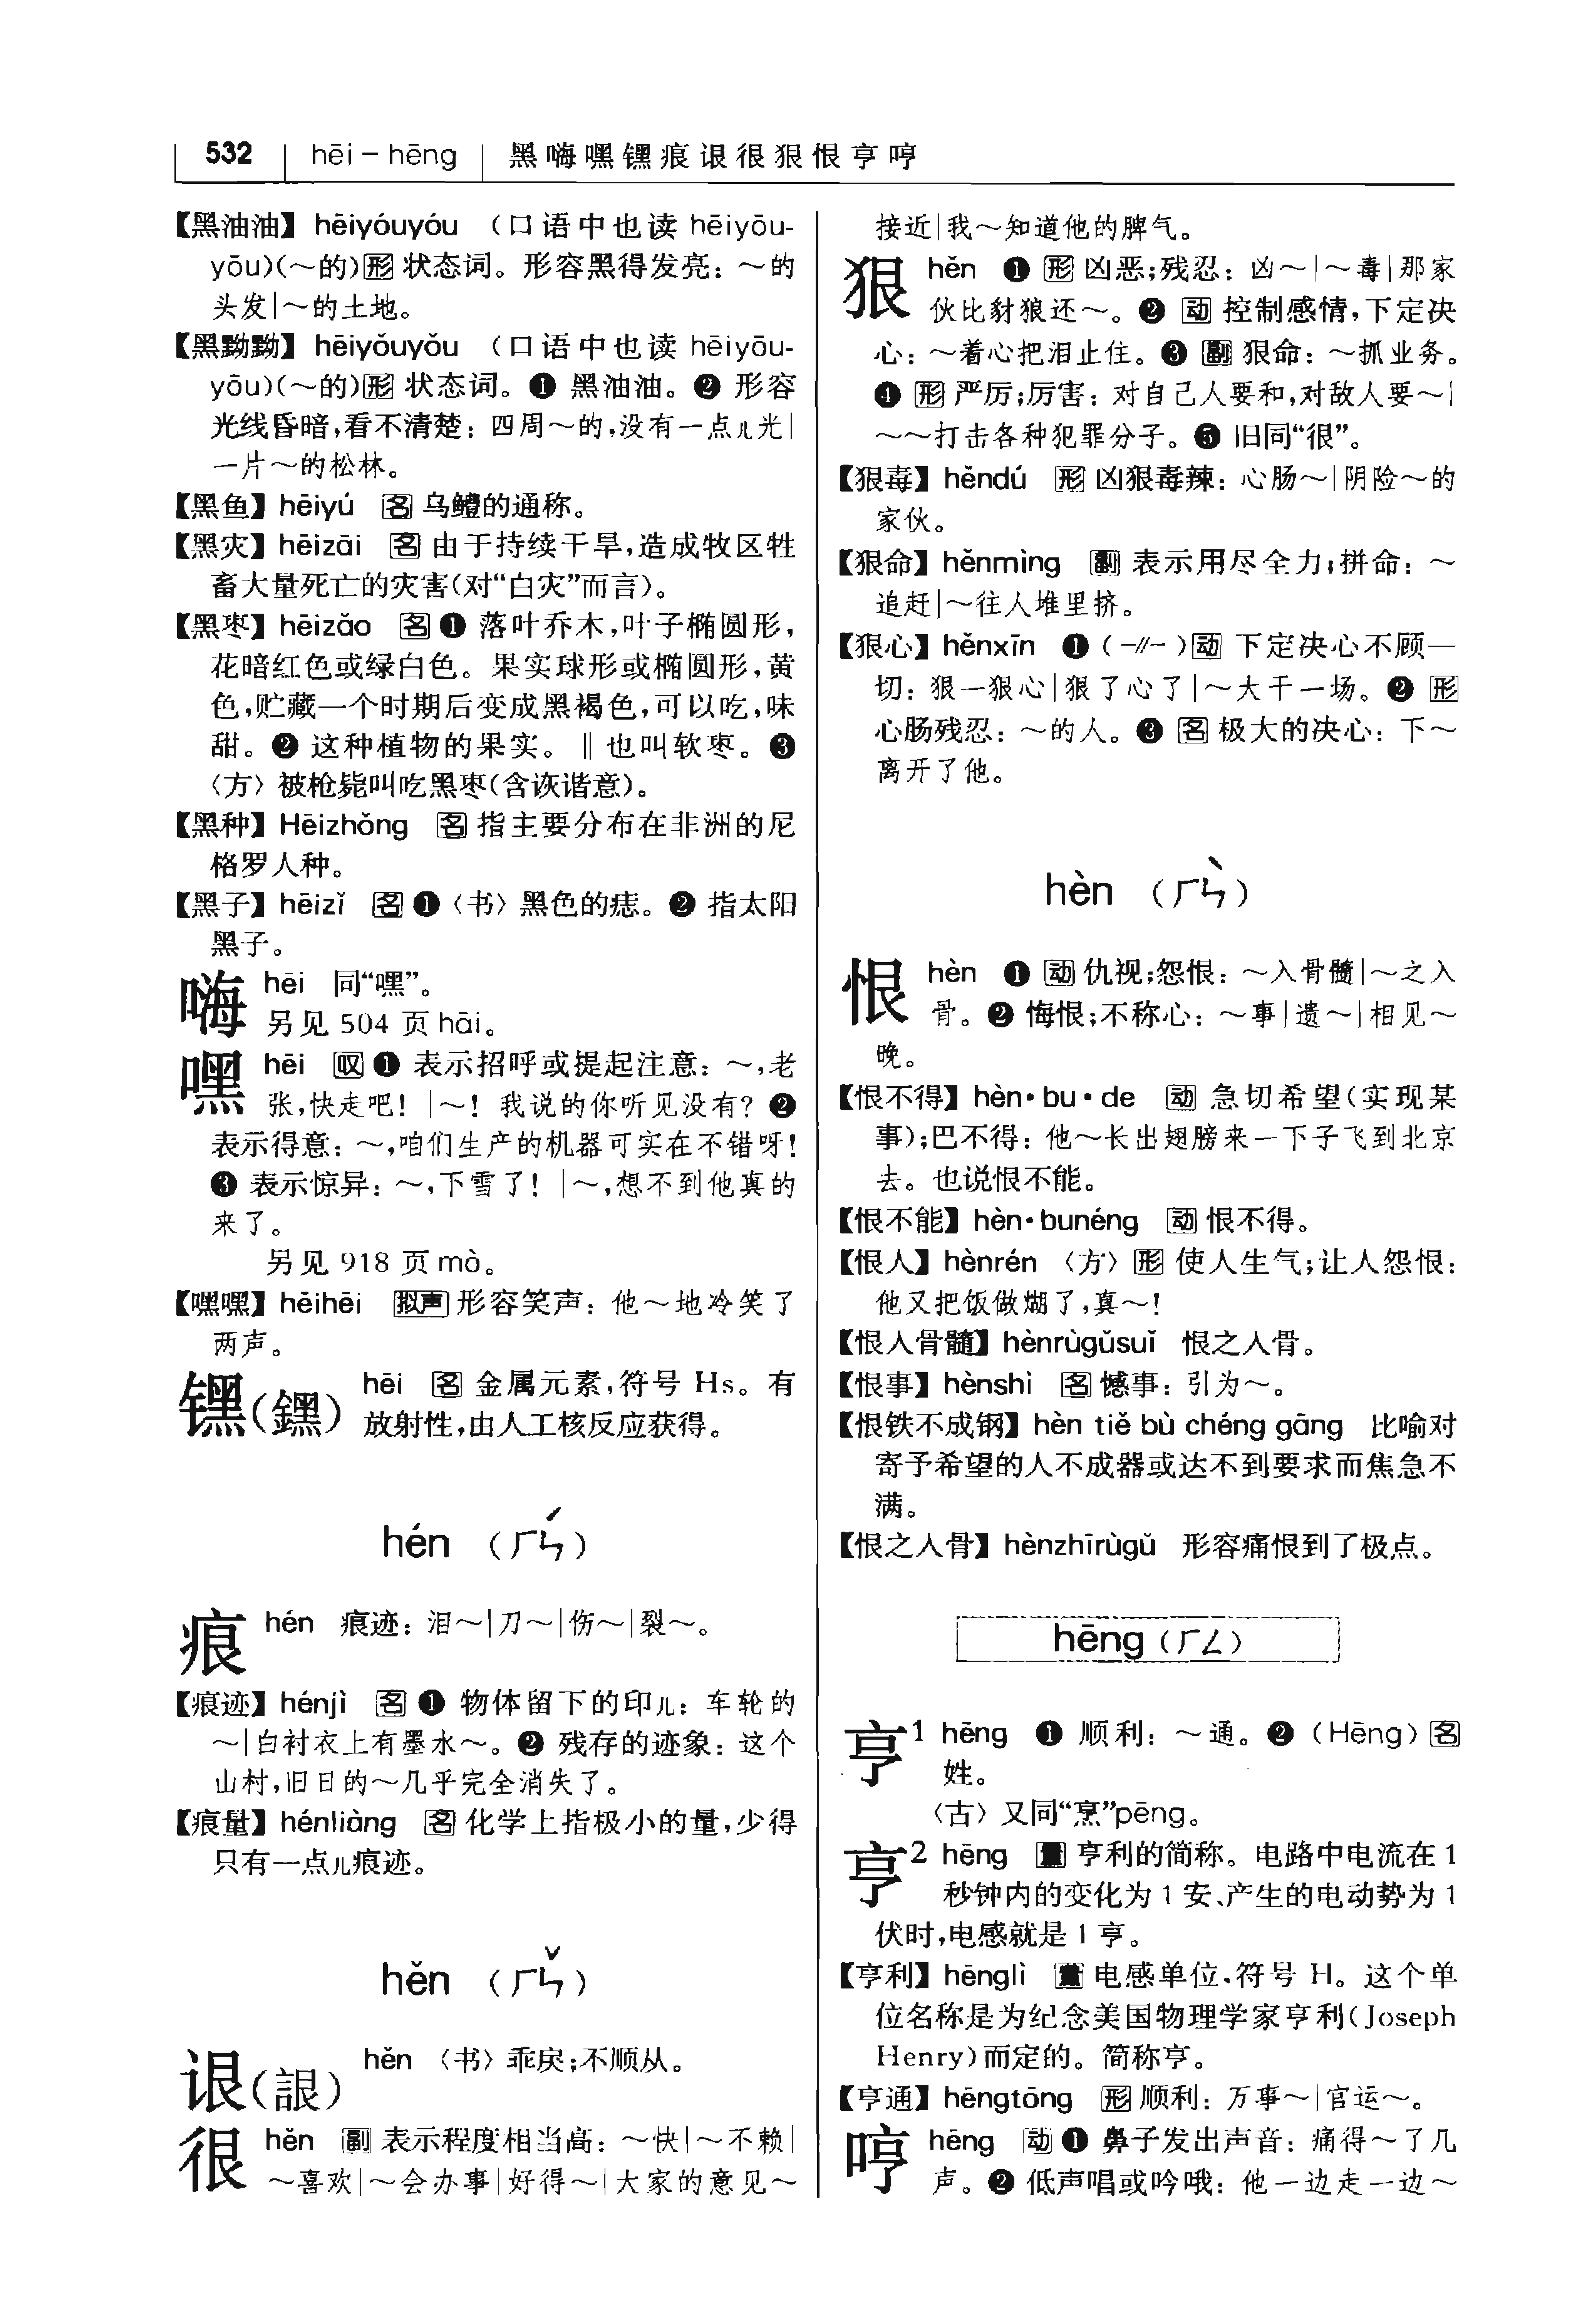 532 hēi – hēng 黑嗨嘿𬭶痕诶很狠恨亨哼
【黑油油】 hēiyóuyóu （口语中也读 hēiyōu-
yōu)(～的)形 状态词。形容黑得发亮：～的
头发|～的土地。
【黑黝黝】 hēiyǒuyǒu （口语中也读 hēiyōu-
yōu)(～的)形 状态词。❶ 黑油油。❷ 形容
光线昏暗,看不清楚：四周～的,没有一点儿光|
一片～的松林。
【黑鱼】 hēiyú 名 乌鳢的通称。
【黑灾】 hēizāi 名 由于持续干旱,造成牧区牲
畜大量死亡的灾害(对“白灾”而言)。
【黑枣】 hēizǎo 名 ❶ 落叶乔木,叶子椭圆形,
花暗红色或绿白色。果实球形或椭圆形,黄
色,贮藏一个时期后变成黑褐色,可以吃,味
甜。❷ 这种植物的果实。‖ 也叫软枣。❸
〈方〉被枪毙叫吃黑枣(含诙谐意)。
【黑种】 Hēizhǒng 名 指主要分布在非洲的尼
格罗人种。
【黑子】 hēizǐ 名 ❶〈书〉黑色的痣。❷ 指太阳
黑子。
嗨 hēi 同“嘿”。
另见 504 页 hāi。
嘿 hēi 叹 ❶ 表示招呼或提起注意：～,老
张,快走吧！|～！我说的你听见没有？❷
表示得意：～,咱们生产的机器可实在不错呀！
❸ 表示惊异：～,下雪了！|～,想不到他真的
来了。
另见 918 页 mò。
【嘿嘿】 hēihēi 拟声 形容笑声：他～地冷笑了
两声。
𬭶(鐰) hēi 名 金属元素,符号 Hs。有
放射性,由人工核反应获得。
hén （ㄏㄣˊ）
痕 hén 痕迹：泪～|刀～|伤～|裂～。
【痕迹】 hénjì 名 ❶ 物体留下的印儿：车轮的
～|白衬衣上有墨水～。❷ 残存的迹象：这个
山村,旧日的～几乎完全消失了。
【痕量】 hénliàng 名 化学上指极小的量,少得
只有一点儿痕迹。
hěn （ㄏㄣˇ）
诶(詪) hěn 〈书〉乖戾;不顺从。
很 hěn 副 表示程度相当高：～快|～不赖|
～喜欢|～会办事|好得～|大家的意见～
接近|我～知道他的脾气。
狠 hěn ❶ 形 凶恶;残忍：凶～|～毒|那家
伙比豺狼还～。❷ 动 控制感情,下定决
心：～着心把泪止住。❸ 副 狠命：～抓业务。
❹ 形 严厉;厉害：对自己人要和,对敌人要～|
～～打击各种犯罪分子。❺ 旧同“很”。
【狠毒】 hěndú 形 凶狠毒辣：心肠～|阴险～的
家伙。
【狠命】 hěnmìng 副 表示用尽全力;拼命：～
追赶|～往人堆里挤。
【狠心】 hěnxīn ❶（－∥－）动 下定决心不顾一
切：狠一狠心|狠了心了|～大干一场。❷ 形
心肠残忍：～的人。❸ 名 极大的决心：下～
离开了他。
hèn （ㄏㄣˋ）
恨 hèn ❶ 动 仇视;怨恨：～入骨髓|～之入
骨。❷ 悔恨;不称心：～事|遗～|相见～
晚。
【恨不得】 hèn·bu·de 动 急切希望(实现某
事);巴不得：他～长出翅膀来一下子飞到北京
去。也说恨不能。
【恨不能】 hèn·bunéng 动 恨不得。
【恨人】 hènrén 〈方〉形 使人生气;让人怨恨：
他又把饭做煳了,真～！
【恨入骨髓】 hènrùgǔsuǐ 恨之入骨。
【恨事】 hènshì 名 憾事：引为～。
【恨铁不成钢】 hèn tiě bù chéng gāng 比喻对
寄予希望的人不成器或达不到要求而焦急不
满。
【恨之入骨】 hènzhīrùgǔ 形容痛恨到了极点。
hēng（ㄏㄥ）
亨1 hēng ❶ 顺利：～通。❷（Hēng）名
姓。
〈古〉又同“烹”pēng。
亨2 hēng 量 亨利的简称。电路中电流在 1
秒钟内的变化为 1 安、产生的电动势为 1
伏时,电感就是 1 亨。
【亨利】 hēnglì 量 电感单位,符号 H。这个单
位名称是为纪念美国物理学家亨利(Joseph
Henry)而定的。简称亨。
【亨通】 hēngtōng 形 顺利：万事～|官运～。
哼 hēng 动 ❶ 鼻子发出声音：痛得～了几
声。❷ 低声唱或吟哦：他一边走一边～